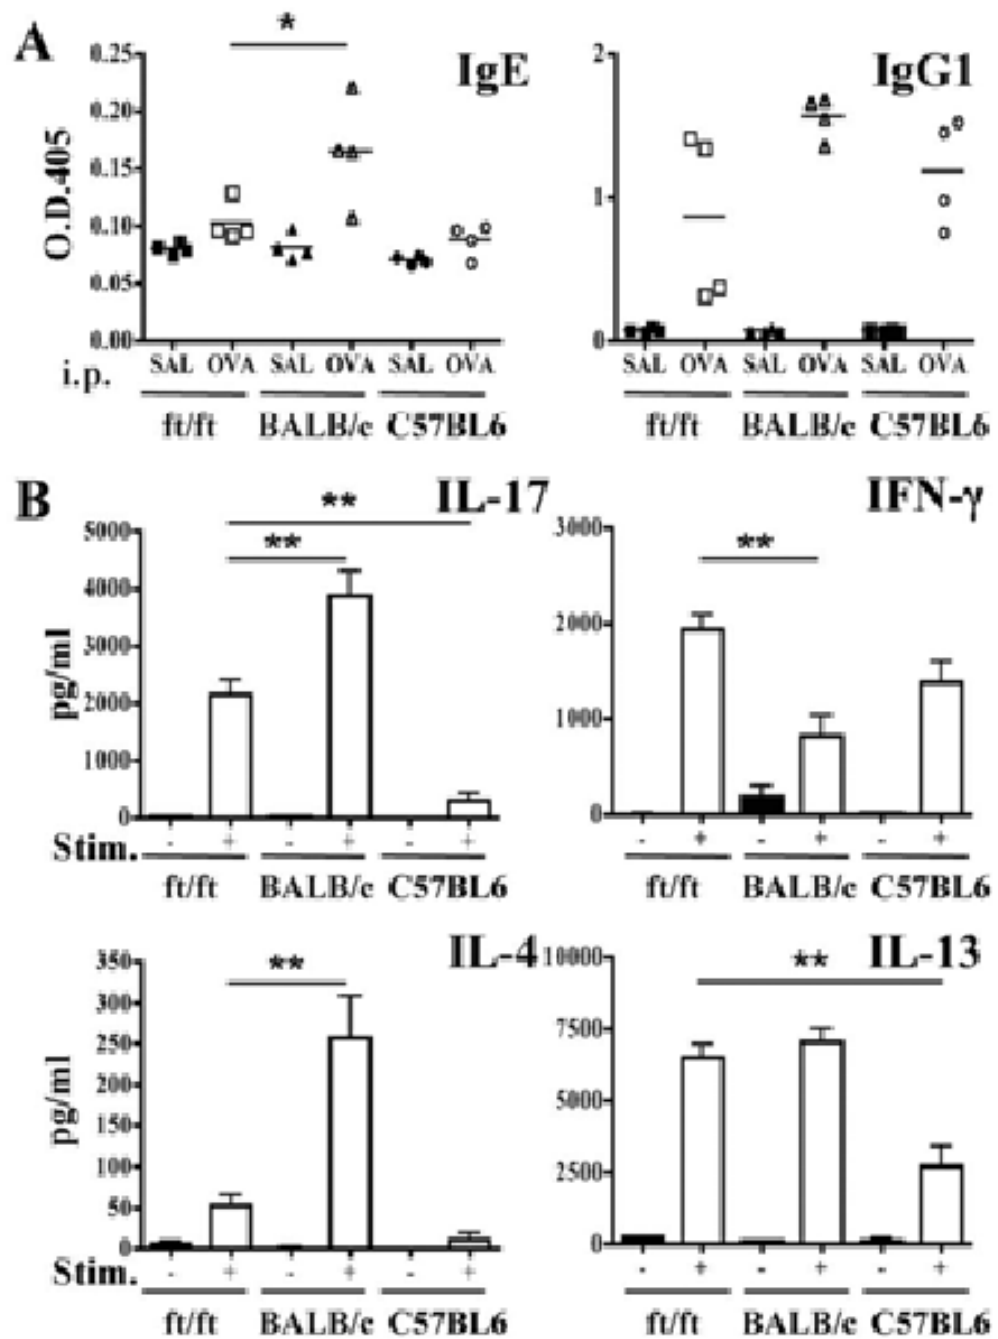 A
*
IgE
IgG1
O.D.405
0.25
0.20
0.15
0.10
0.05
0.00
2
1
0
i.p.
SAL OVA SAL OVA SAL OVA
ft/ft BALB/c C57BL6
SAL OVA SAL OVA SAL OVA
ft/ft BALB/c C57BL6
B
IL-17
IFN-γ
**
**
**
pg/ml
5000
4000
3000
2000
1000
0
3000
2000
1000
0
Stim. - + - + - +
ft/ft BALB/c C57BL6
- + - + - +
ft/ft BALB/c C57BL6
IL-4
IL-13
**
**
pg/ml
350
300
250
200
150
100
50
0
10000
7500
5000
2500
0
Stim. - + - + - +
ft/ft BALB/c C57BL6
- + - + - +
ft/ft BALB/c C57BL6